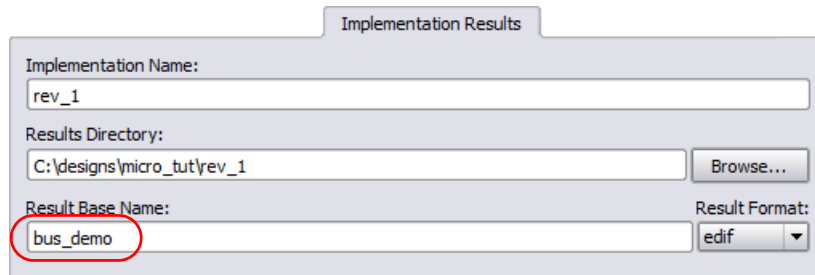 Implementation Results
Implementation Name:
rev_1
Results Directory:
C:\designs\micro_tut\rev_1 Browse...
Result Base Name: Result Format:
bus_demo edif